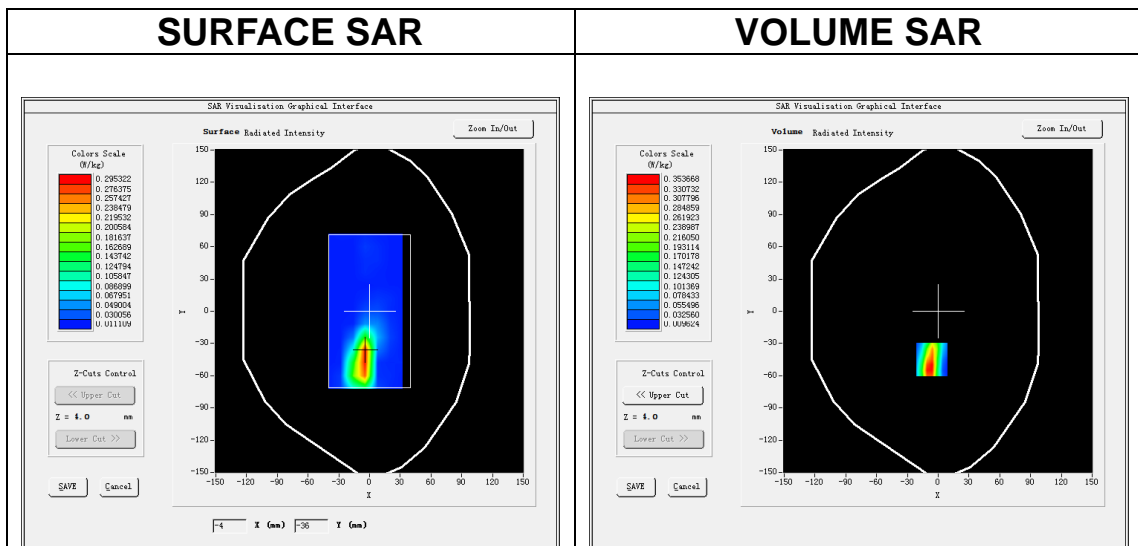 SURFACE SAR
VOLUME SAR
SAR Visualisation Graphical Interface
Surface Radiated Intensity
Zoom In/Out
Colors Scale
(W/kg)
0.295322
0.276375
0.257427
0.238479
0.219532
0.200584
0.181637
0.162689
0.143742
0.124794
0.105847
0.086899
0.067951
0.049004
0.030056
0.011109
150
120
90
60
30
0
-30
-60
-90
-120
-150
Y
-150 -120 -90 -60 -30 0 30 60 90 120 150
X
Z-Cuts Control
<< Upper Cut
Z = 4.0 mm
Lower Cut >>
SAVE Cancel
-4 X (mm) -36 Y (mm)
SAR Visualisation Graphical Interface
Volume Radiated Intensity
Zoom In/Out
Colors Scale
(W/kg)
0.353668
0.330732
0.307796
0.284859
0.261923
0.238987
0.216050
0.193114
0.170178
0.147242
0.124305
0.101369
0.078433
0.055496
0.032560
0.009624
150
120
90
60
30
0
-30
-60
-90
-120
-150
Y
-150 -120 -90 -60 -30 0 30 60 90 120 150
X
Z-Cuts Control
<< Upper Cut
Z = 4.0 mm
Lower Cut >>
SAVE Cancel